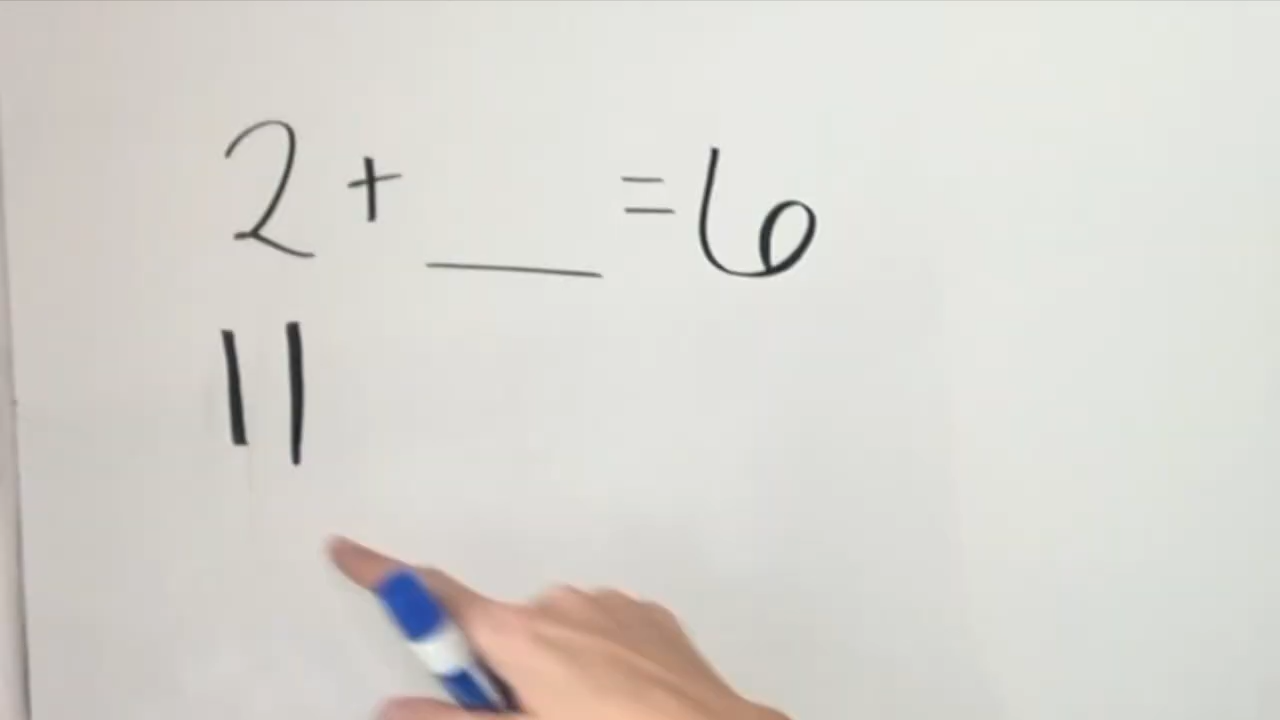 2 + ___ = 6
||